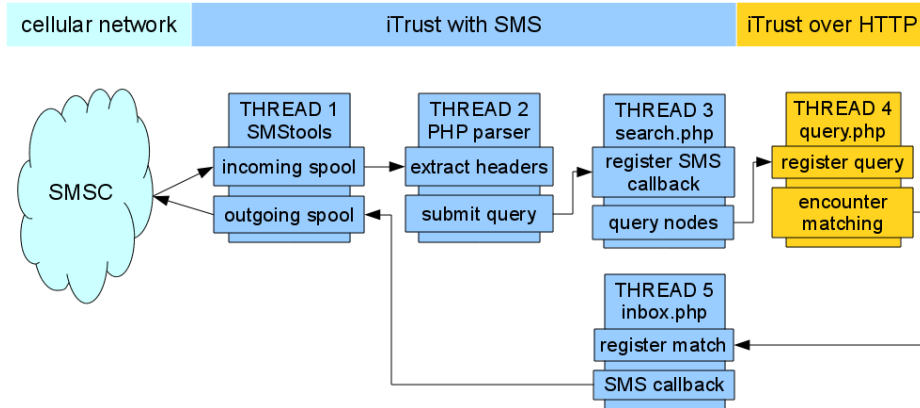 cellular network
iTrust with SMS
iTrust over HTTP
SMSC
THREAD 1
SMStools
incoming spool
outgoing spool
THREAD 2
PHP parser
extract headers
submit query
THREAD 3
search.php
register SMS
callback
query nodes
THREAD 4
query.php
register query
encounter
matching
THREAD 5
inbox.php
register match
SMS callback